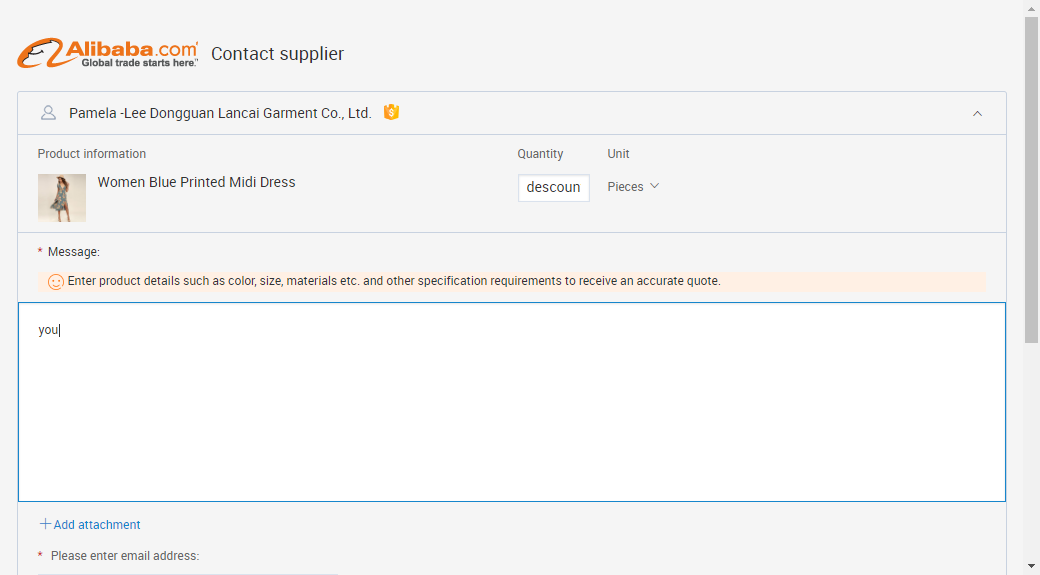 Alibaba.com
Global trade starts here.™
Contact supplier
Pamela -Lee Dongguan Lancai Garment Co., Ltd.
Product information
Quantity
Unit
Women Blue Printed Midi Dress
descoun
Pieces
* Message:
Enter product details such as color, size, materials etc. and other specification requirements to receive an accurate quote.
you
Add attachment
* Please enter email address: